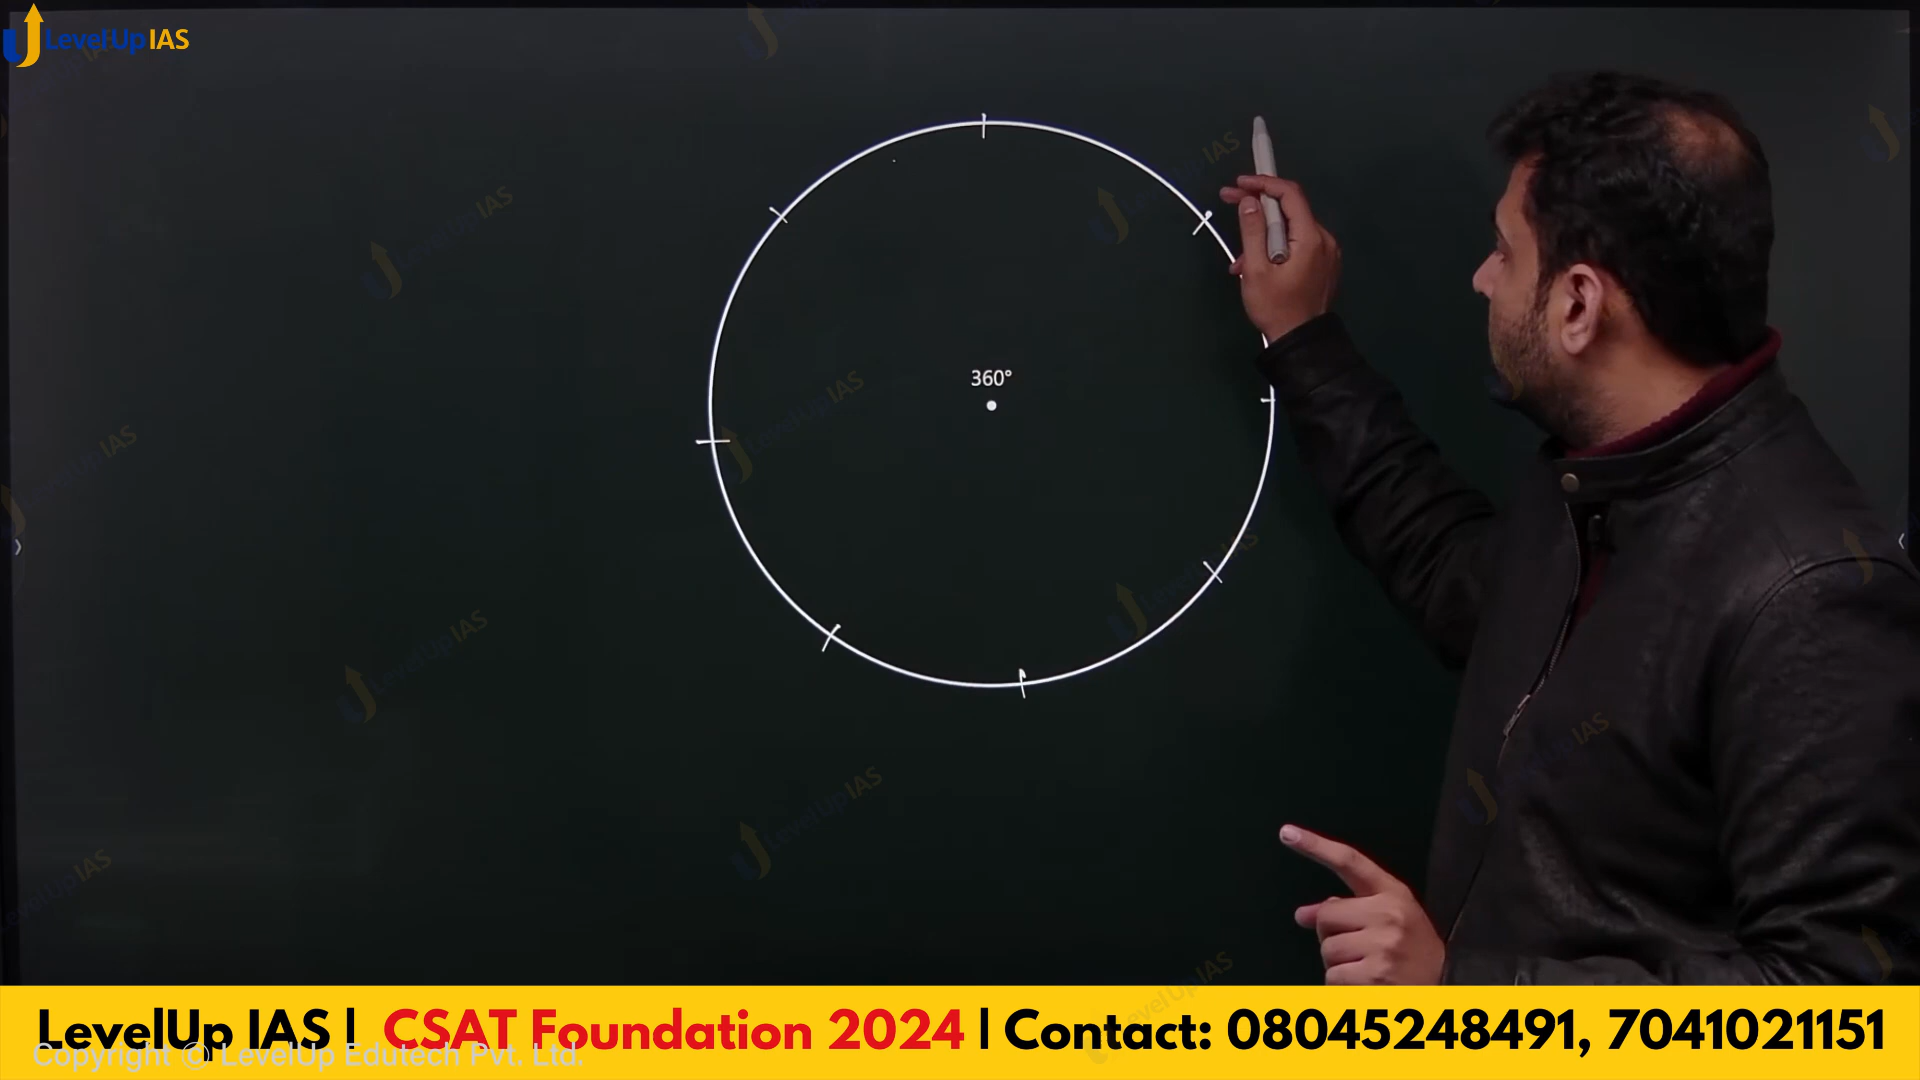 LevelUp IAS
360°
LevelUp IAS | CSAT Foundation 2024 | Contact: 08045248491, 7041021151
Copyright © LevelUp Edutech Pvt. Ltd.